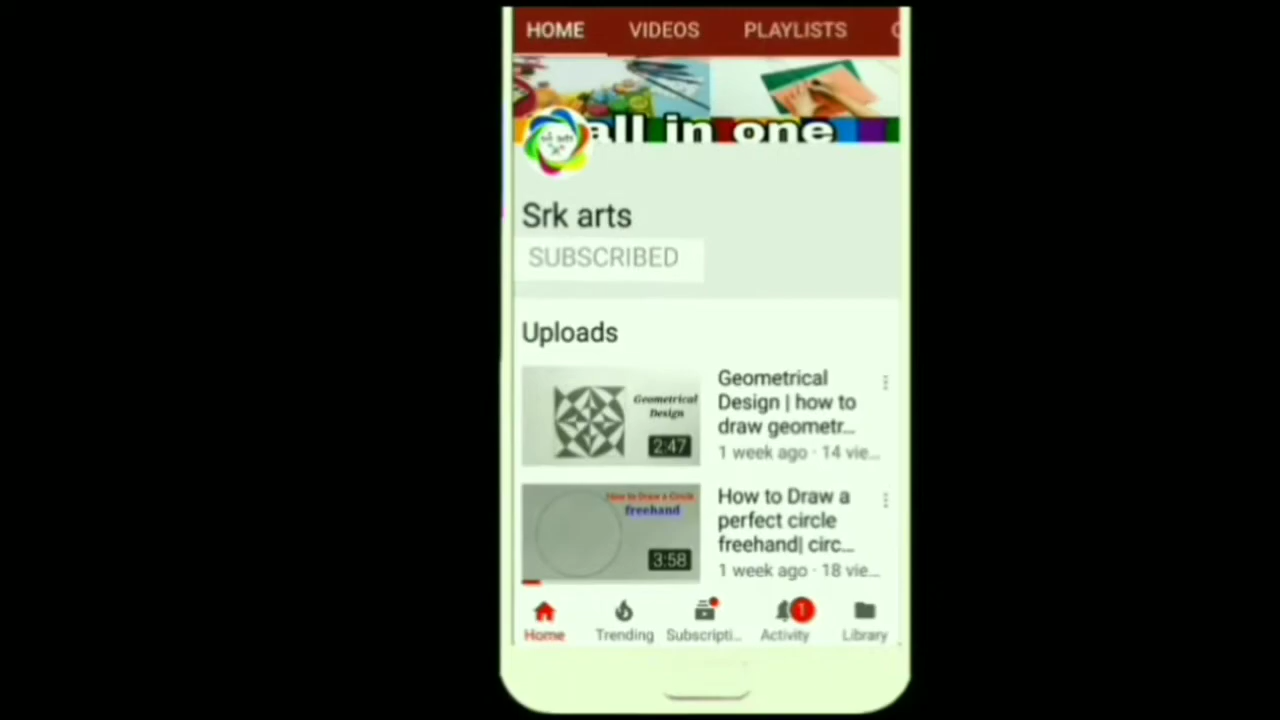 HOME VIDEOS PLAYLISTS
all in one
Srk arts
SUBSCRIBED
Uploads
Geometrical
Design
2:47
Geometrical
Design | how to
draw geometr...
1 week ago · 14 vie...
How to Draw a Circle
freehand
3:58
How to Draw a
perfect circle
freehand| circ...
1 week ago · 18 vie...
1
Home Trending Subscripti... Activity Library